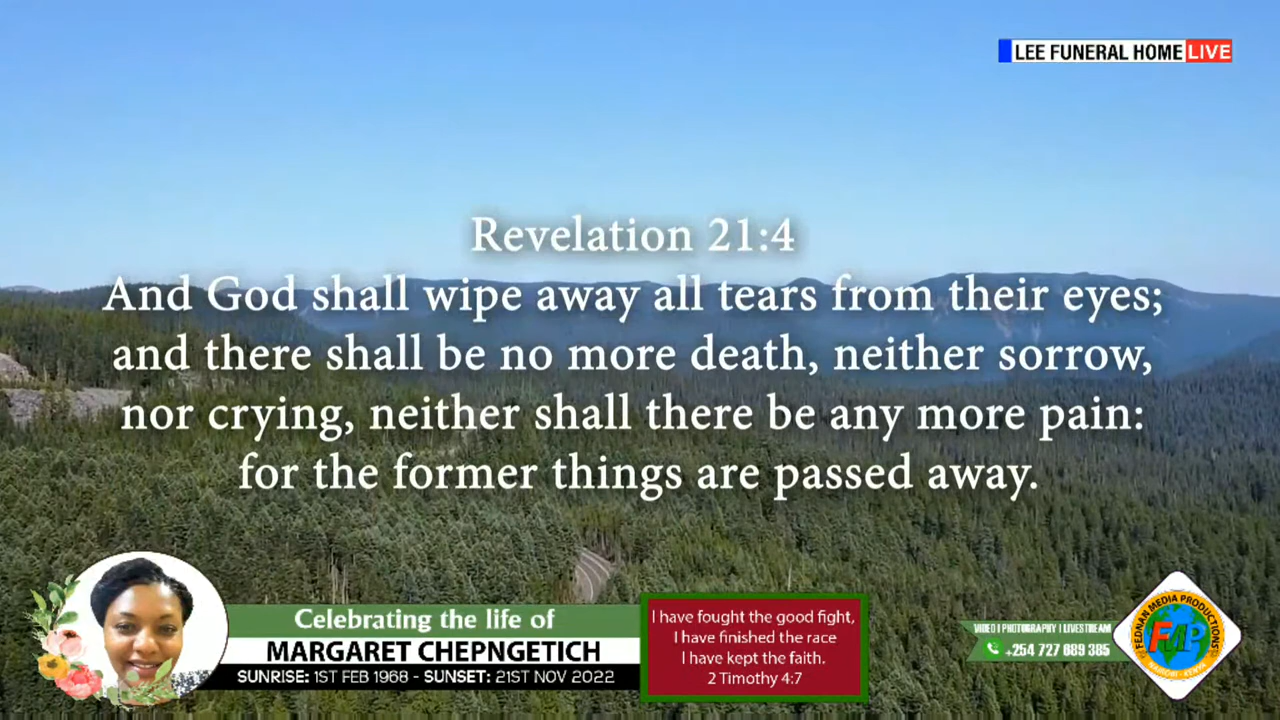 LEE FUNERAL HOME LIVE
Revelation 21:4
And God shall wipe away all tears from their eyes;
and there shall be no more death, neither sorrow,
nor crying, neither shall there be any more pain:
for the former things are passed away.
Celebrating the life of
MARGARET CHEPNGETICH
SUNRISE: 1ST FEB 1968 - SUNSET: 21ST NOV 2022
I have fought the good fight,
I have finished the race
I have kept the faith.
2 Timothy 4:7
VIDEO | PHOTOGRAPHY | LIVESTREAM
+254 727 089 385
FEDNAN MEDIA PRODUCTIONS
FMP
NAIROBI - KENYA